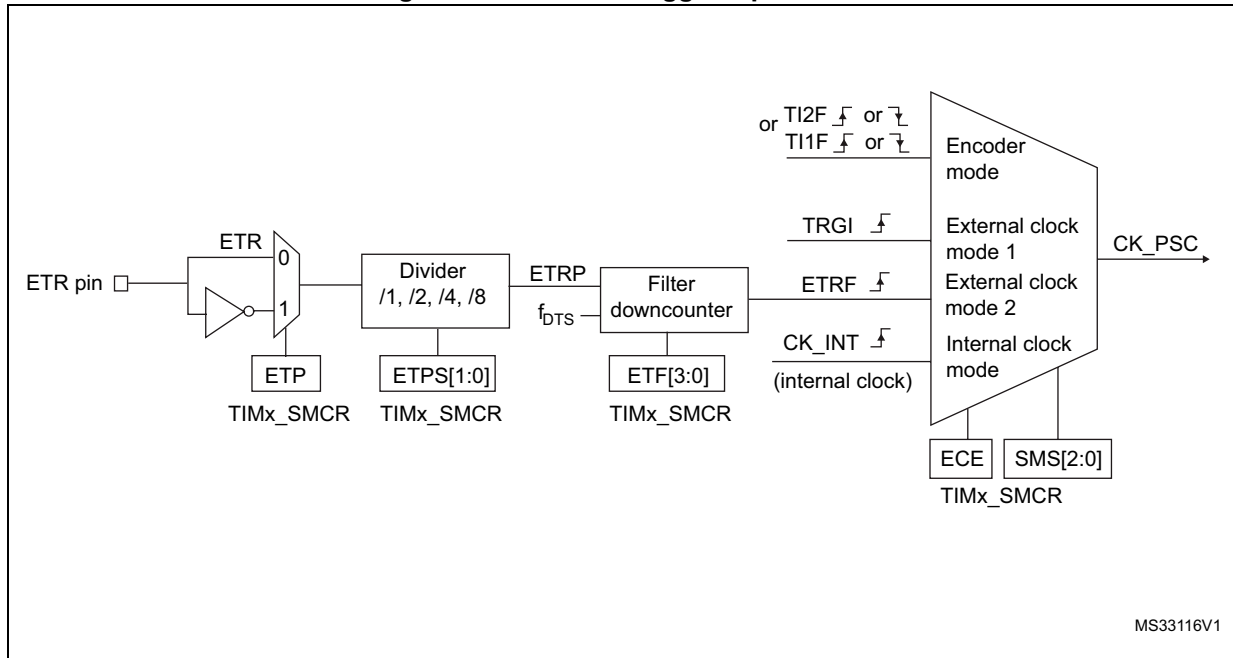 or TI2F or
TI1F or
Encoder
mode
TRGI
External clock
mode 1
CK_PSC
ETR
0
ETR pin
1
Divider
/1, /2, /4, /8
ETRP
fDTS
Filter
downcounter
ETRF
External clock
mode 2
CK_INT
(internal clock)
Internal clock
mode
ETP
TIMx_SMCR
ETPS[1:0]
TIMx_SMCR
ETF[3:0]
TIMx_SMCR
ECE
SMS[2:0]
TIMx_SMCR
MS33116V1